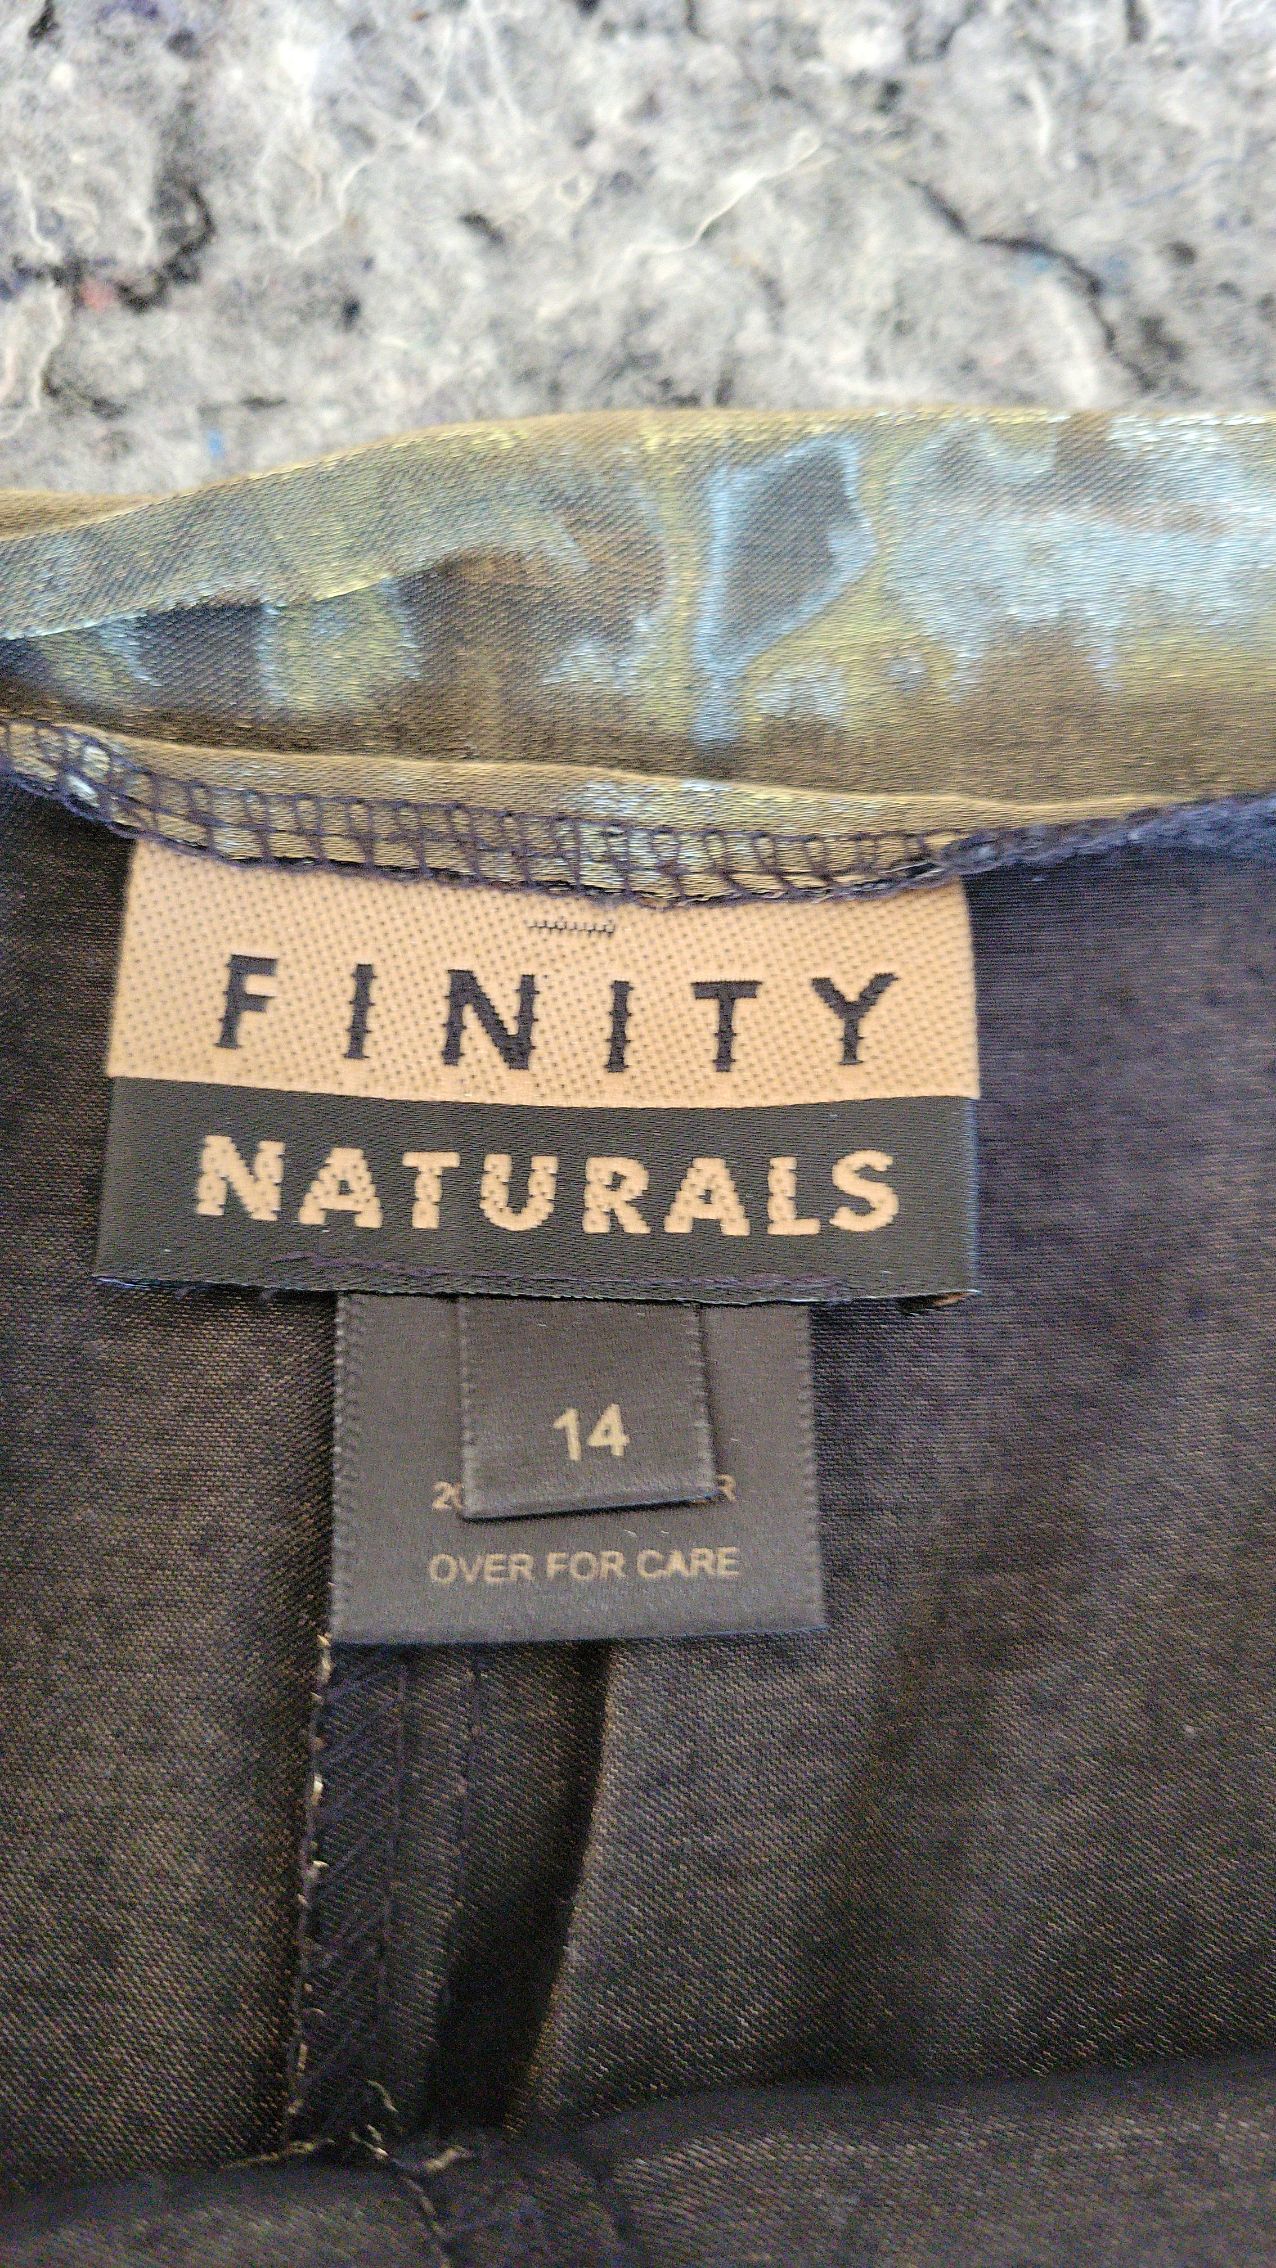 FINITY
NATURALS
14
OVER FOR CARE